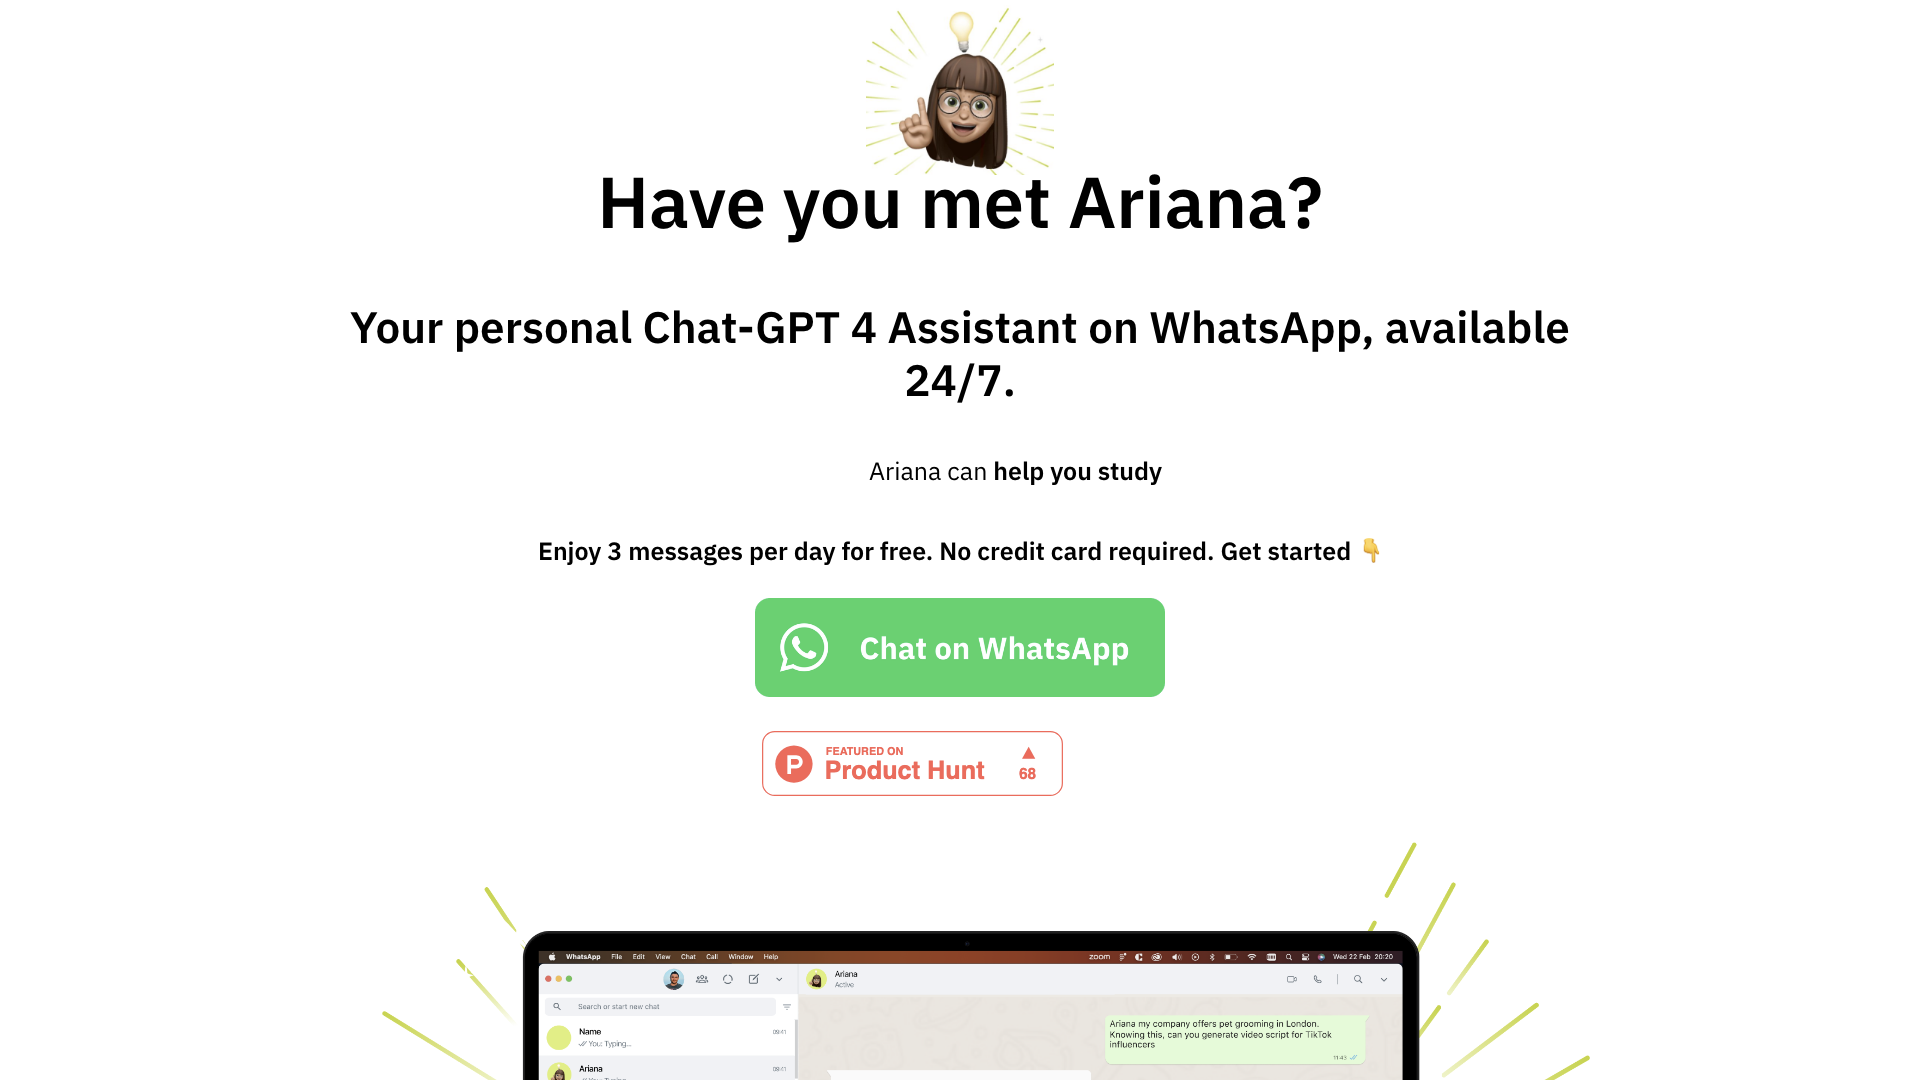 Have you met Ariana?
Your personal Chat-GPT 4 Assistant on WhatsApp, available
24/7.
Ariana can help you study
Enjoy 3 messages per day for free. No credit card required. Get started 👇
Chat on WhatsApp
FEATURED ON
Product Hunt
68
WhatsApp File Edit View Chat Call Window Help
zoom
Wed 22 Feb 20:20
Ariana
Active
Search or start new chat
Name
09:41
You: Typing...
Ariana my company offers pet grooming in London.
Knowing this, can you generate video script for TikTok
influencers
11:43
Ariana
09:41